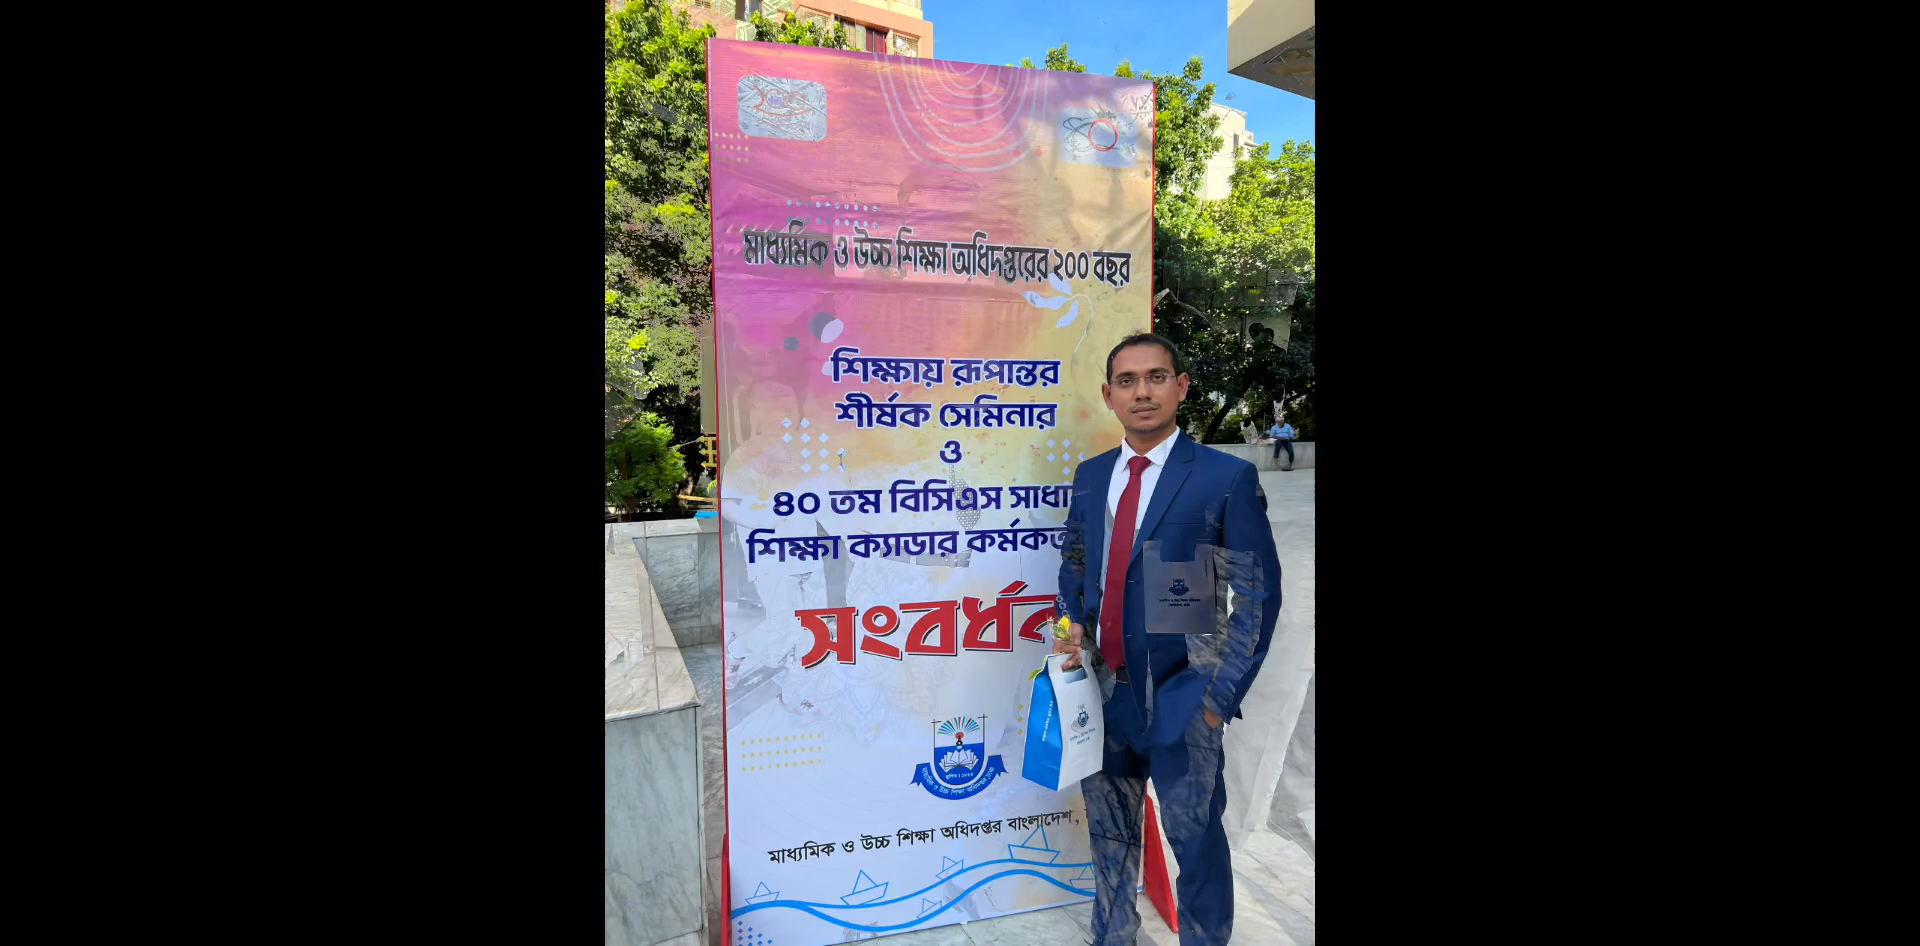 মাধ্যমিক ও উচ্চ শিক্ষা অধিদপ্তরের ২০০ বছর
শিক্ষায় রূপান্তর
শীর্ষক সেমিনার
ও
৪০ তম বিসিএস সাধা
শিক্ষা ক্যাডার কর্মকর্ত
সংবর্ধন
মাধ্যমিক ও উচ্চ শিক্ষা অধিদপ্তর বাংলাদেশ,